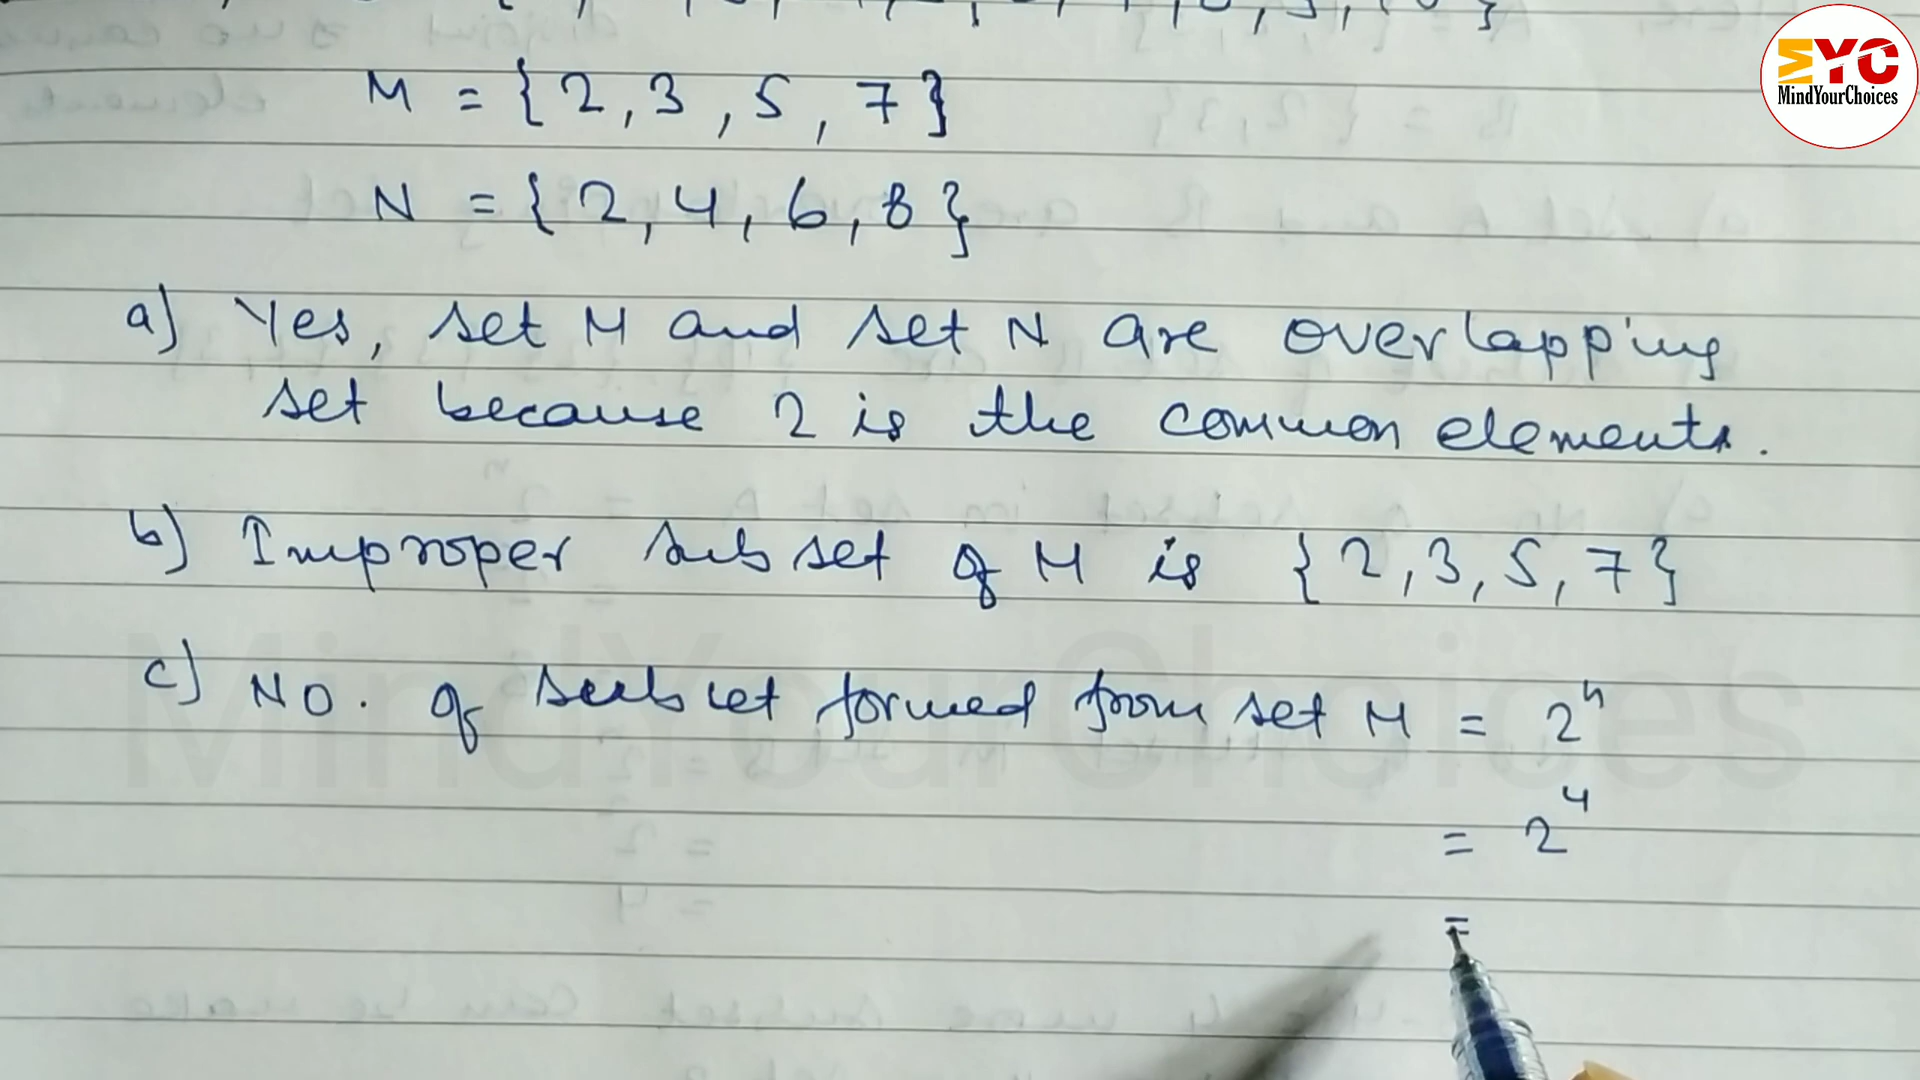 MYC
MindYourChoices
M = {2, 3, 5, 7}
N = {2, 4, 6, 8}
a) Yes, set M and set N are overlapping
set because 2 is the common elements.
b) Improper subset of M is {2, 3, 5, 7}
c) No. of subset formed from set M = 2ⁿ
= 2⁴
=
MindYourChoices